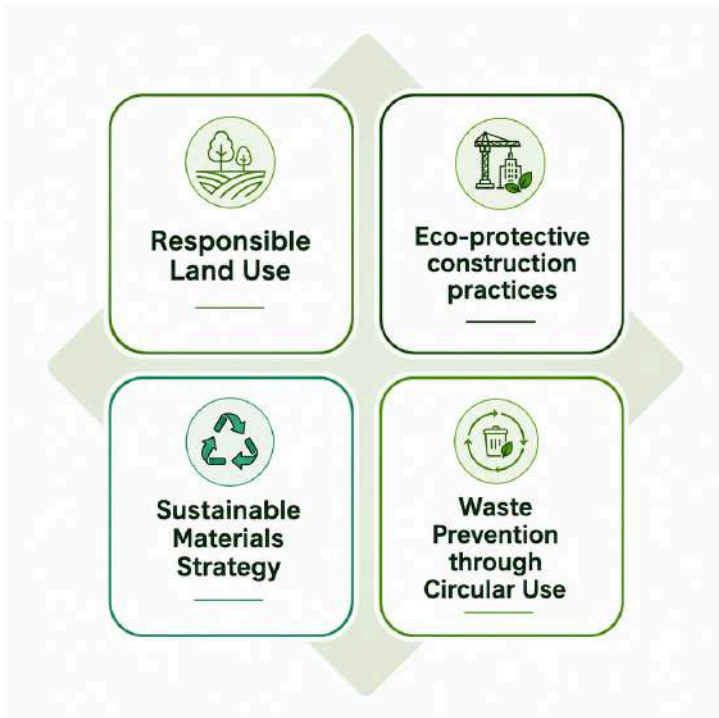 Responsible
Land Use
Eco-protective
construction
practices
Sustainable
Materials
Strategy
Waste
Prevention
through
Circular Use